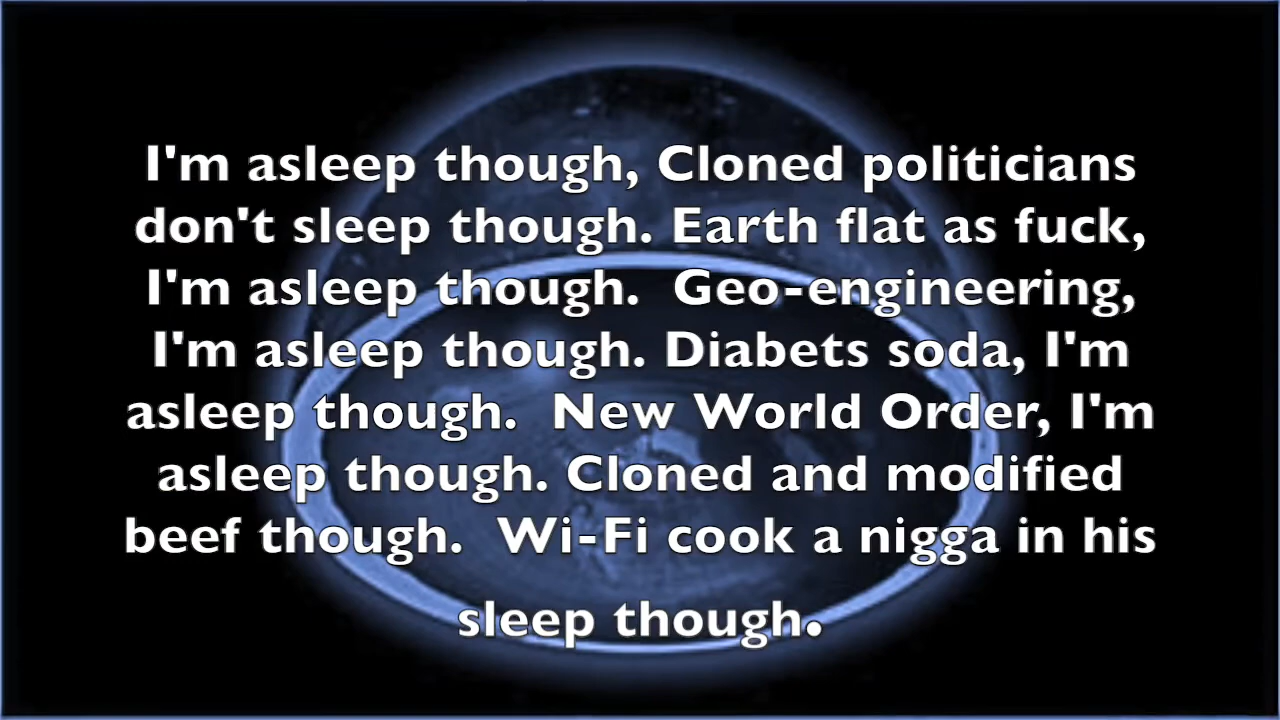 I'm asleep though, Cloned politicians
don't sleep though. Earth flat as fuck,
I'm asleep though.  Geo-engineering,
I'm asleep though. Diabets soda, I'm
asleep though.  New World Order, I'm
asleep though. Cloned and modified
beef though.  Wi-Fi cook a nigga in his
sleep though.